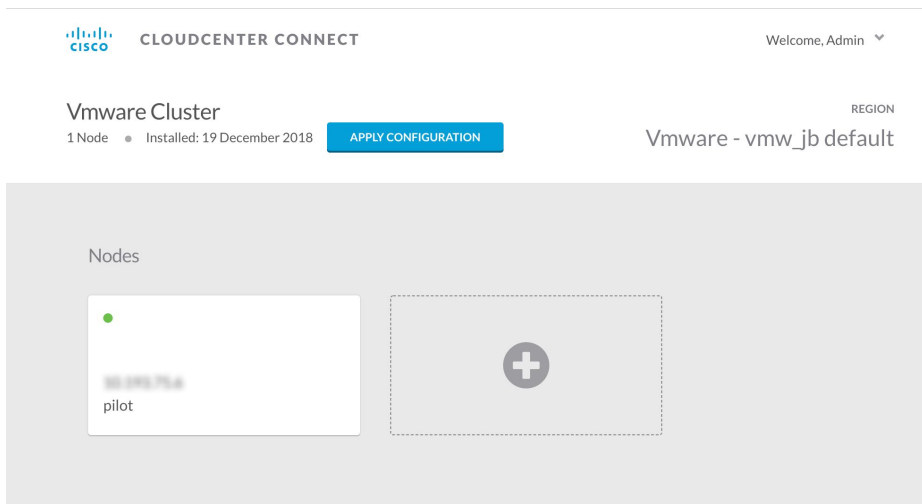 CISCO
CLOUDCENTER CONNECT
Welcome, Admin
Vmware Cluster
1 Node • Installed: 19 December 2018
APPLY CONFIGURATION
REGION
Vmware - vmw_jb default
Nodes
pilot